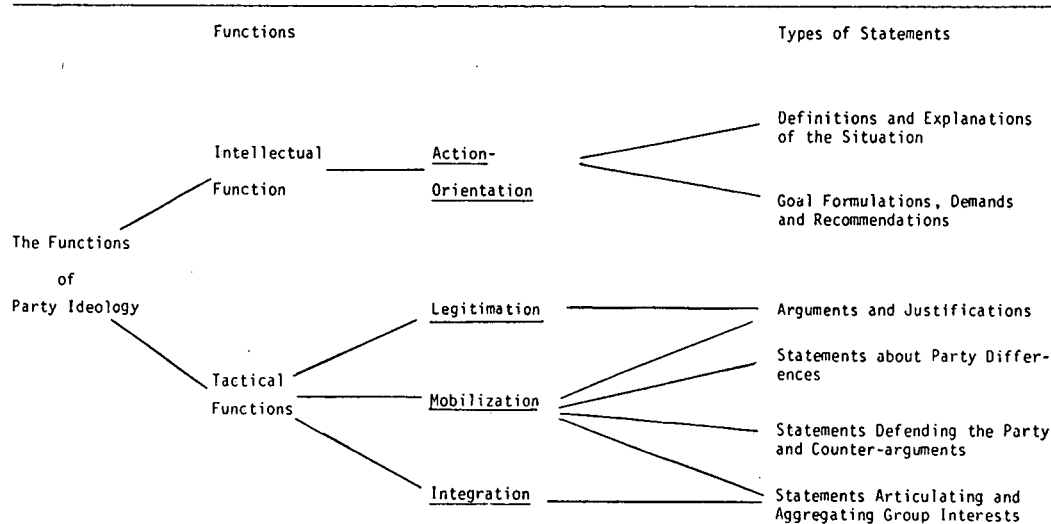 Functions
Types of Statements
Definitions and Explanations
of the Situation
Intellectual
Function
Action-
Orientation
Goal Formulations, Demands
and Recommendations
The Functions
of
Party Ideology
Legitimation
Arguments and Justifications
Statements about Party Differ-
ences
Tactical
Functions
Mobilization
Statements Defending the Party
and Counter-arguments
Integration
Statements Articulating and
Aggregating Group Interests